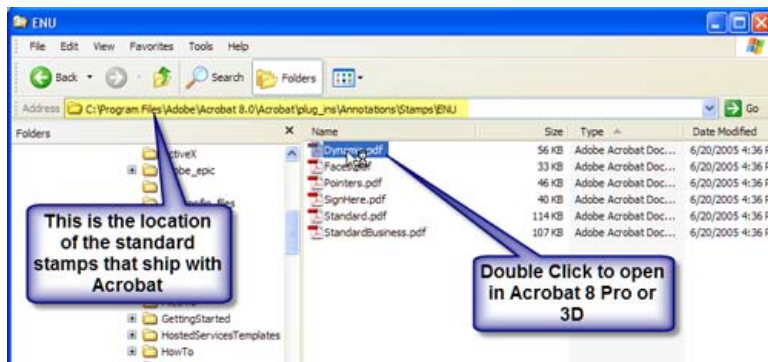 ENU
File Edit View Favorites Tools Help
Back Search Folders
Address C:\Program Files\Adobe\Acrobat 8.0\Acrobat\plug_ins\Annotations\Stamps\ENU Go
Folders × Name Size Type Date Modified
ActiveX
Dynamic.pdf 56 KB Adobe Acrobat Doc... 6/20/2005 4:36 P
Faces.pdf 33 KB Adobe Acrobat Doc... 6/20/2005 4:36 P
Pointers.pdf 46 KB Adobe Acrobat Doc... 6/20/2005 4:36 P
SignHere.pdf 40 KB Adobe Acrobat Doc... 6/20/2005 4:36 P
Standard.pdf 114 KB Adobe Acrobat Doc... 6/20/2005 4:36 P
StandardBusiness.pdf 107 KB Adobe Acrobat Doc... 6/20/2005 4:36 P
This is the location
of the standard
stamps that ship with
Acrobat
Double Click to open
in Acrobat 8 Pro or
3D
GettingStarted
HostedServicesTemplates
HowTo